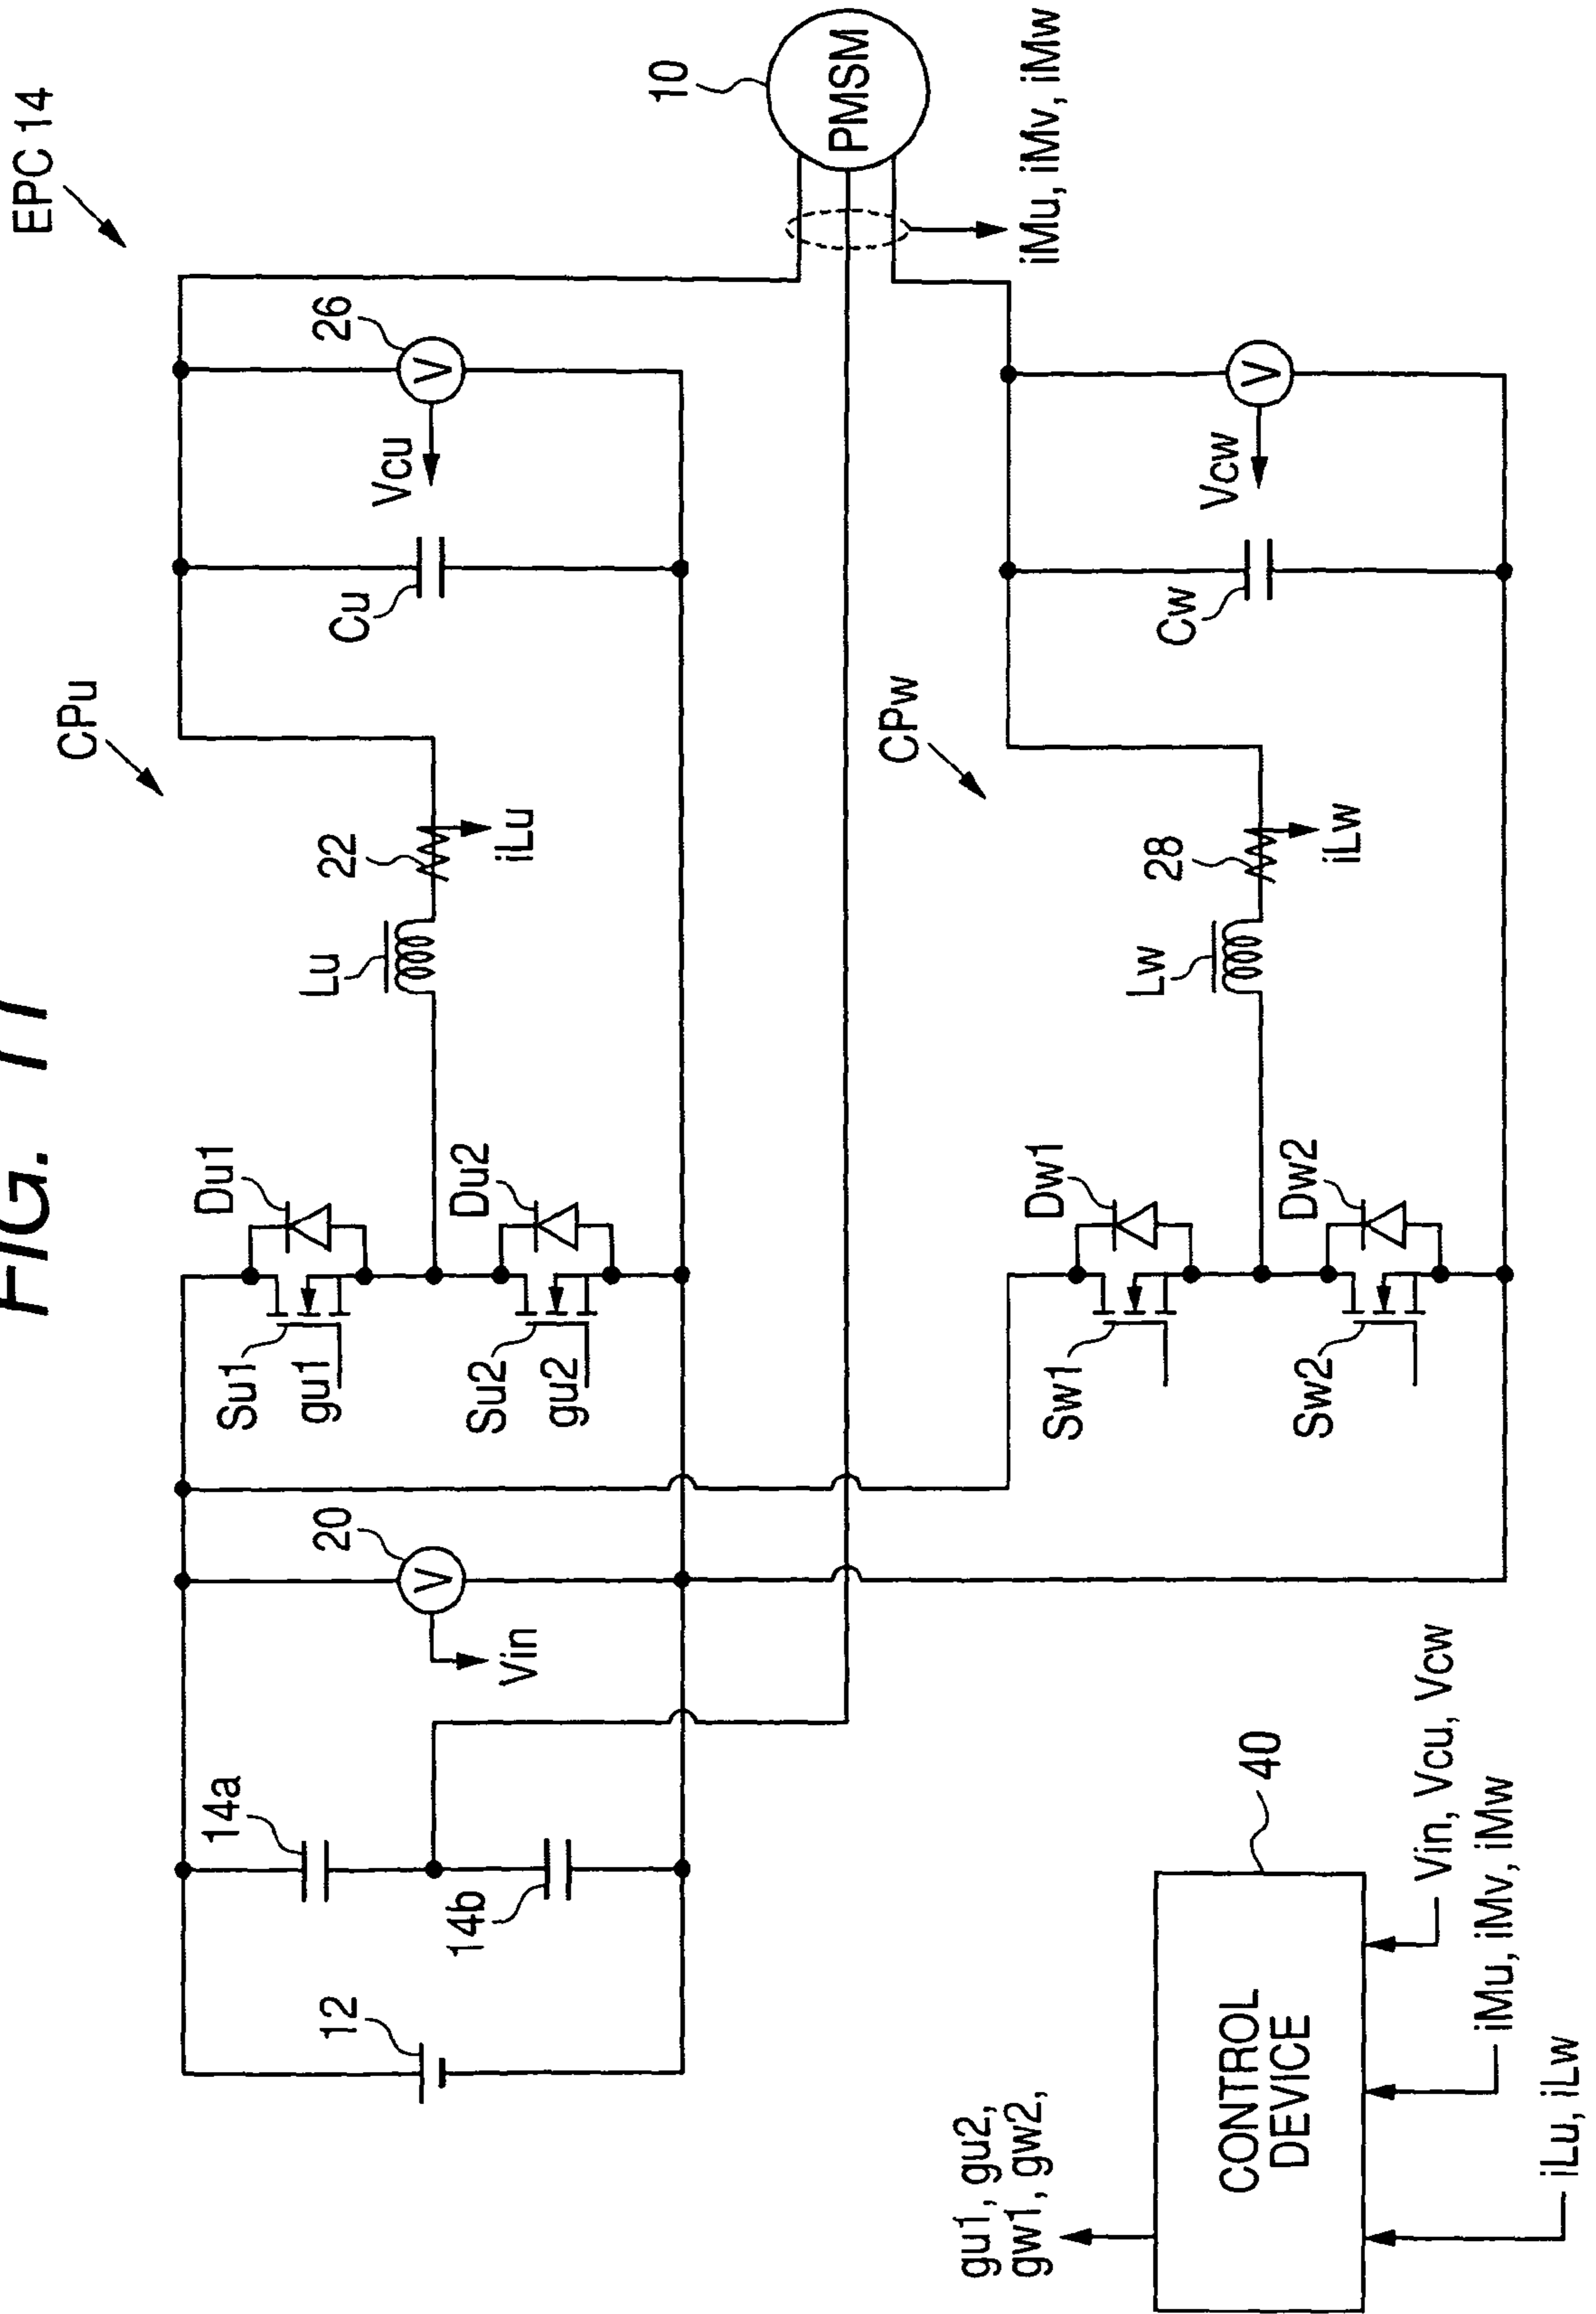 FIG. 11
EPC 14
CPu
Du1
Su1
gu1
Du2
Su2
gu2
Lu
22
iLu
Cu
Vcu
26
V
10
PMSM
iMu, iMv, iMw
12
14a
14b
20
V
Vin
CPw
Dw1
Sw1
Dw2
Sw2
Lw
28
iLw
Cw
Vcw
V
gu1, gu2,
gw1, gw2,
40
CONTROL
DEVICE
Vin, Vcu, Vcw
iMu, iMv, iMw
iLu, iLw